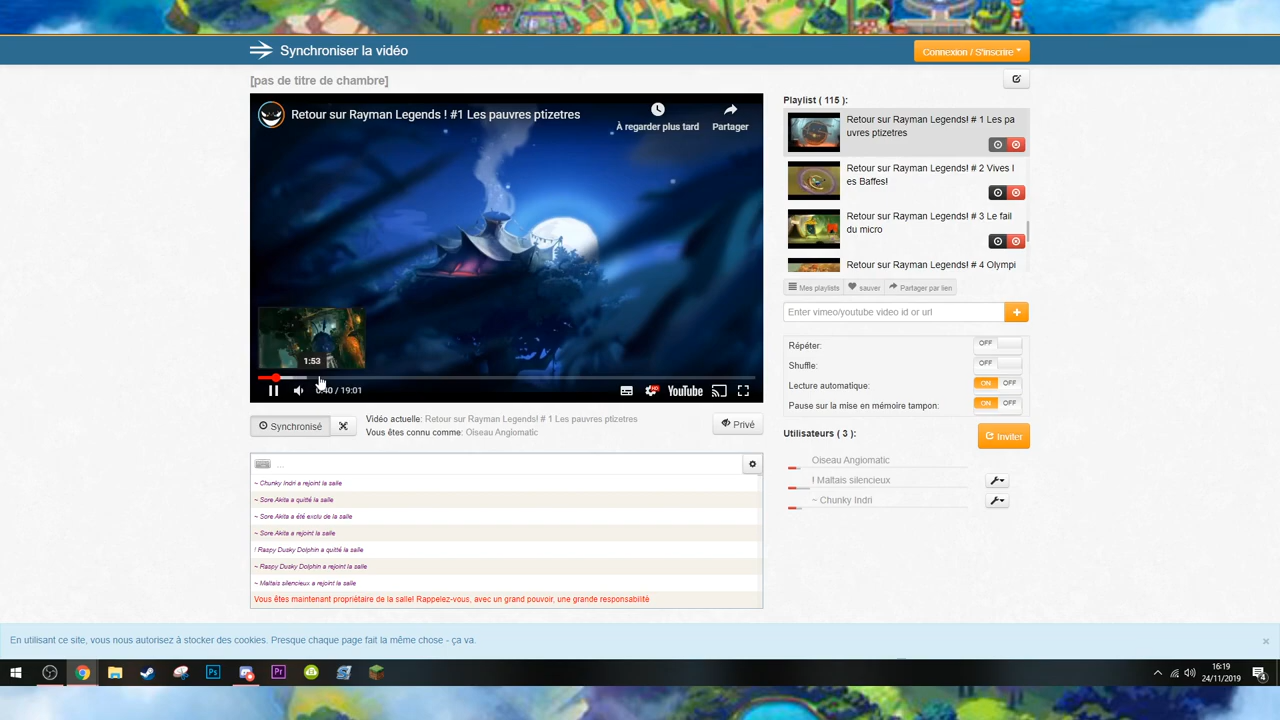 Synchroniser la vidéo
Connexion / S'inscrire
[pas de titre de chambre]
Retour sur Rayman Legends ! #1 Les pauvres ptizetres
À regarder plus tard
Partager
1:53
:40 / 19:01
HD
YouTube
Playlist ( 115 ):
Retour sur Rayman Legends! # 1 Les pa
uvres ptizetres
Retour sur Rayman Legends! # 2 Vives l
es Baffes!
Retour sur Rayman Legends! # 3 Le fail
du micro
Retour sur Rayman Legends! # 4 Olympi
Mes playlists
sauver
Partager par lien
Enter vimeo/youtube video id or url
+
Répéter:
OFF
Shuffle:
OFF
Lecture automatique:
ON OFF
Pause sur la mise en mémoire tampon:
ON OFF
Synchronisé
Vidéo actuelle: Retour sur Rayman Legends! # 1 Les pauvres ptizetres
Vous êtes connu comme: Oiseau Angiomatic
Privé
Utilisateurs ( 3 ):
Inviter
Oiseau Angiomatic
! Maltais silencieux
~ Chunky Indri
...
~ Chunky Indri a rejoint la salle
~ Sore Akita a quitté la salle
~ Sore Akita a été exclu de la salle
~ Sore Akita a rejoint la salle
! Raspy Dusky Dolphin a quitté la salle
~ Raspy Dusky Dolphin a rejoint la salle
~ Maltais silencieux a rejoint la salle
Vous êtes maintenant propriétaire de la salle! Rappelez-vous, avec un grand pouvoir, une grande responsabilité
En utilisant ce site, vous nous autorisez à stocker des cookies. Presque chaque page fait la même chose - ça va.
×
Ps
Pr
16:19
24/11/2019
4